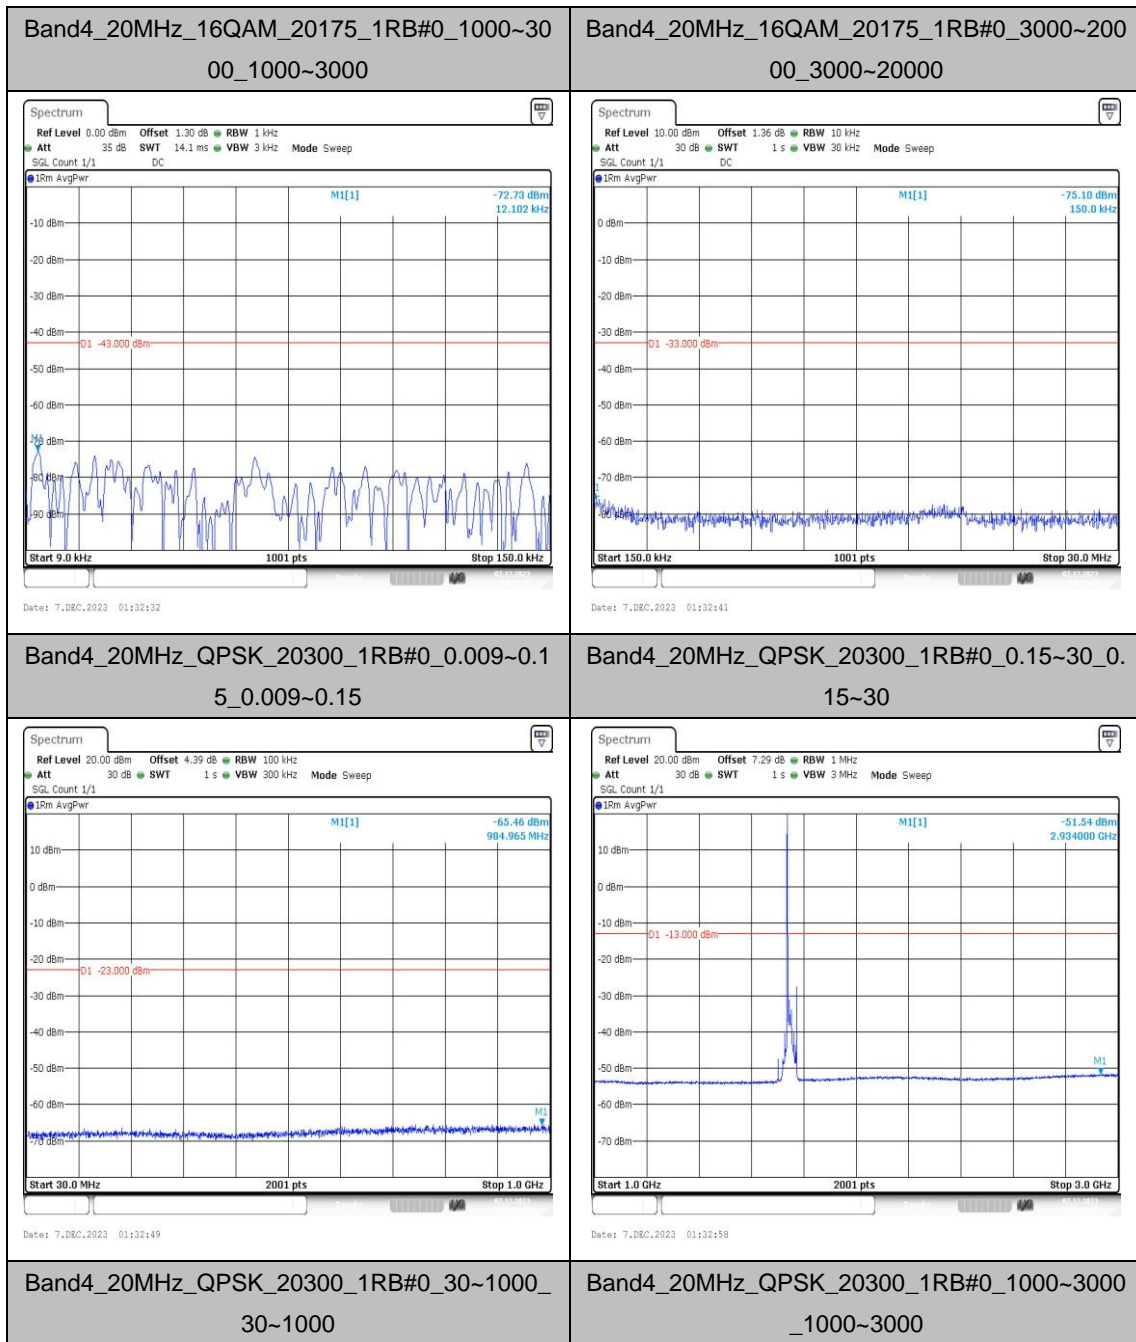 Band4_20MHz_16QAM_20175_1RB#0_1000~30
00_1000~3000
Band4_20MHz_16QAM_20175_1RB#0_3000~200
00_3000~20000
Spectrum
Ref Level 0.00 dBm Offset 1.30 dB RBW 1 kHz
Att 35 dB SWT 14.1 ms VBW 3 kHz Mode Sweep
SGL Count 1/1 DC
1Rm AvgPwr
M1[1] -72.73 dBm
12.102 kHz
-10 dBm
-20 dBm
-30 dBm
-40 dBm
D1 -43.000 dBm
-50 dBm
-60 dBm
M1
-70 dBm
-80 dBm
-90 dBm
Start 9.0 kHz 1001 pts Stop 150.0 kHz
Date: 7.DEC.2023 01:32:32
Spectrum
Ref Level 10.00 dBm Offset 1.36 dB RBW 10 kHz
Att 30 dB SWT 1 s VBW 30 kHz Mode Sweep
SGL Count 1/1 DC
1Rm AvgPwr
M1[1] -75.10 dBm
150.0 kHz
0 dBm
-10 dBm
-20 dBm
-30 dBm
D1 -33.000 dBm
-40 dBm
-50 dBm
-60 dBm
-70 dBm
-80 dBm
Start 150.0 kHz 1001 pts Stop 30.0 MHz
Date: 7.DEC.2023 01:32:41
Band4_20MHz_QPSK_20300_1RB#0_0.009~0.1
5_0.009~0.15
Band4_20MHz_QPSK_20300_1RB#0_0.15~30_0.
15~30
Spectrum
Ref Level 20.00 dBm Offset 4.39 dB RBW 100 kHz
Att 30 dB SWT 1 s VBW 300 kHz Mode Sweep
SGL Count 1/1
1Rm AvgPwr
M1[1] -65.46 dBm
984.965 MHz
10 dBm
0 dBm
-10 dBm
D1 -23.000 dBm
-30 dBm
-40 dBm
-50 dBm
-60 dBm
M1
-70 dBm
Start 30.0 MHz 2001 pts Stop 1.0 GHz
Date: 7.DEC.2023 01:32:49
Spectrum
Ref Level 20.00 dBm Offset 7.29 dB RBW 1 MHz
Att 30 dB SWT 1 s VBW 3 MHz Mode Sweep
SGL Count 1/1
1Rm AvgPwr
M1[1] -51.54 dBm
2.934000 GHz
10 dBm
0 dBm
-10 dBm
D1 -13.000 dBm
-20 dBm
-30 dBm
-40 dBm
-50 dBm
M1
-60 dBm
-70 dBm
Start 1.0 GHz 2001 pts Stop 3.0 GHz
Date: 7.DEC.2023 01:32:58
Band4_20MHz_QPSK_20300_1RB#0_30~1000_
30~1000
Band4_20MHz_QPSK_20300_1RB#0_1000~3000
_1000~3000